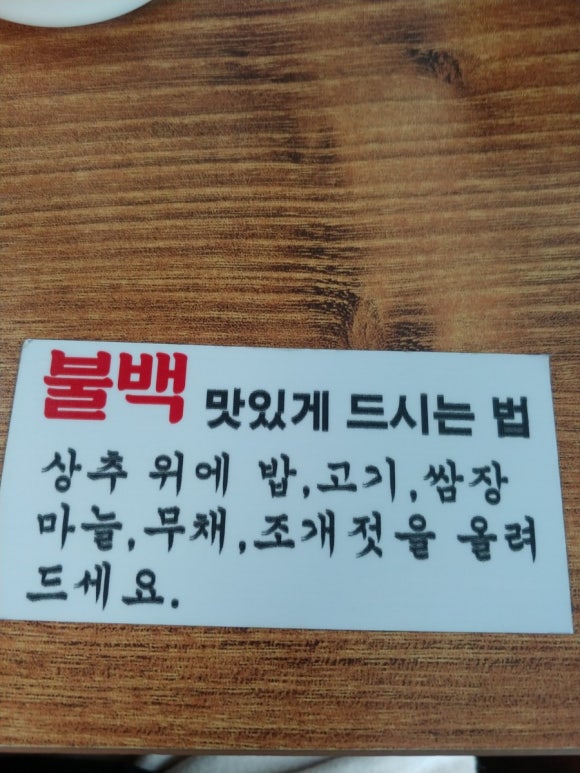 불백 맛있게 드시는 법
상추 위에 밥,고기,쌈장
마늘,무채,조개젓을 올려
드세요.